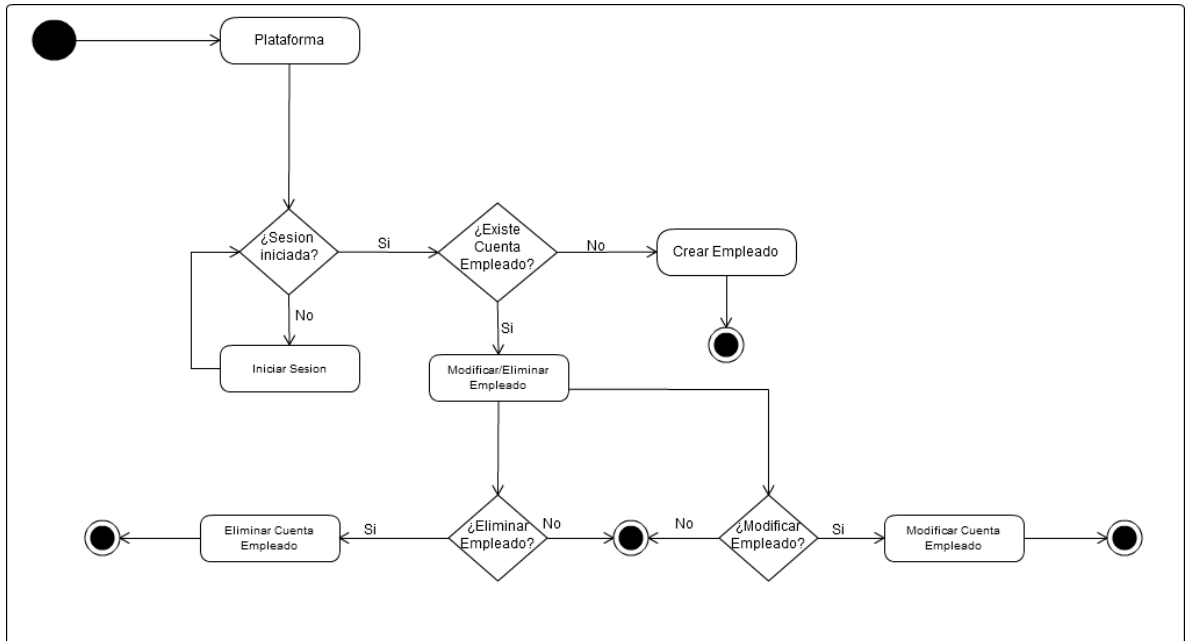 Plataforma
¿Sesion
iniciada?
Si
¿Existe
Cuenta
Empleado?
No
Crear Empleado
No
Si
Iniciar Sesion
Modificar/Eliminar
Empleado
Eliminar Cuenta
Empleado
Si
¿Eliminar
Empleado?
No
No
¿Modificar
Empleado?
Si
Modificar Cuenta
Empleado